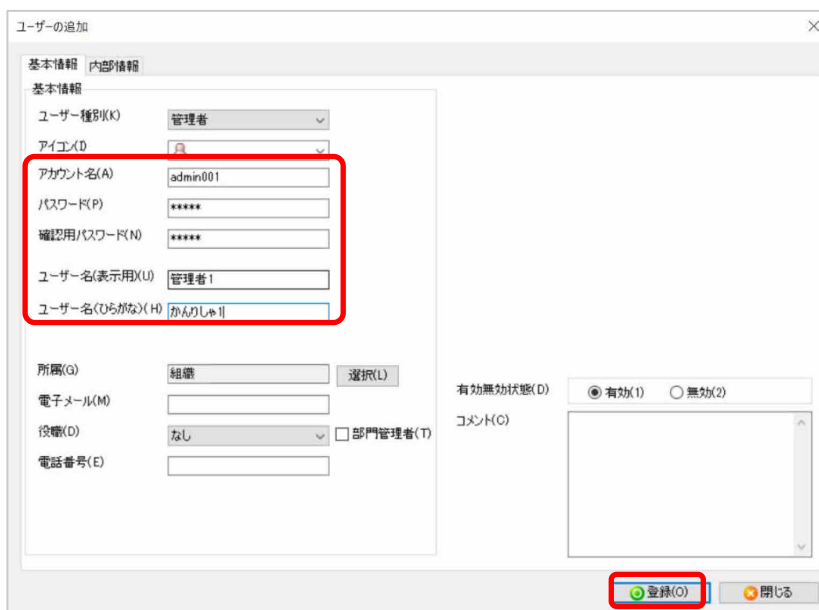 ユーザーの追加
基本情報 内部情報
基本情報
ユーザー種別(K) 管理者
アイコン(I)
アカウント名(A) admin001
パスワード(P) *****
確認用パスワード(N) *****
ユーザー名(表示用)(U) 管理者1
ユーザー名(ひらがな)(H) かんりしゃ1
所属(G) 組織 選択(L)
電子メール(M)
役職(D) なし 部門管理者(T)
電話番号(E)
有効無効状態(D) 有効(1) 無効(2)
コメント(C)
登録(O) 閉じる